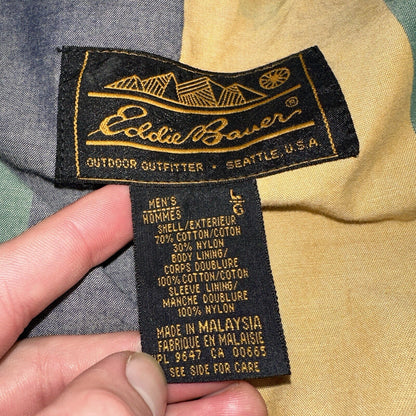 Eddie Bauer®
OUTDOOR OUTFITTER • SEATTLE, U.S.A.
MEN'S L
HOMMES G
SHELL/EXTERIEUR
70% COTTON/COTON
30% NYLON
BODY LINING/
CORPS DOUBLURE
100% COTTON/COTON
SLEEVE LINING/
MANCHE DOUBLURE
100% NYLON
MADE IN MALAYSIA
FABRIQUE EN MALAISIE
WPL 9647 CA 00665
SEE SIDE FOR CARE